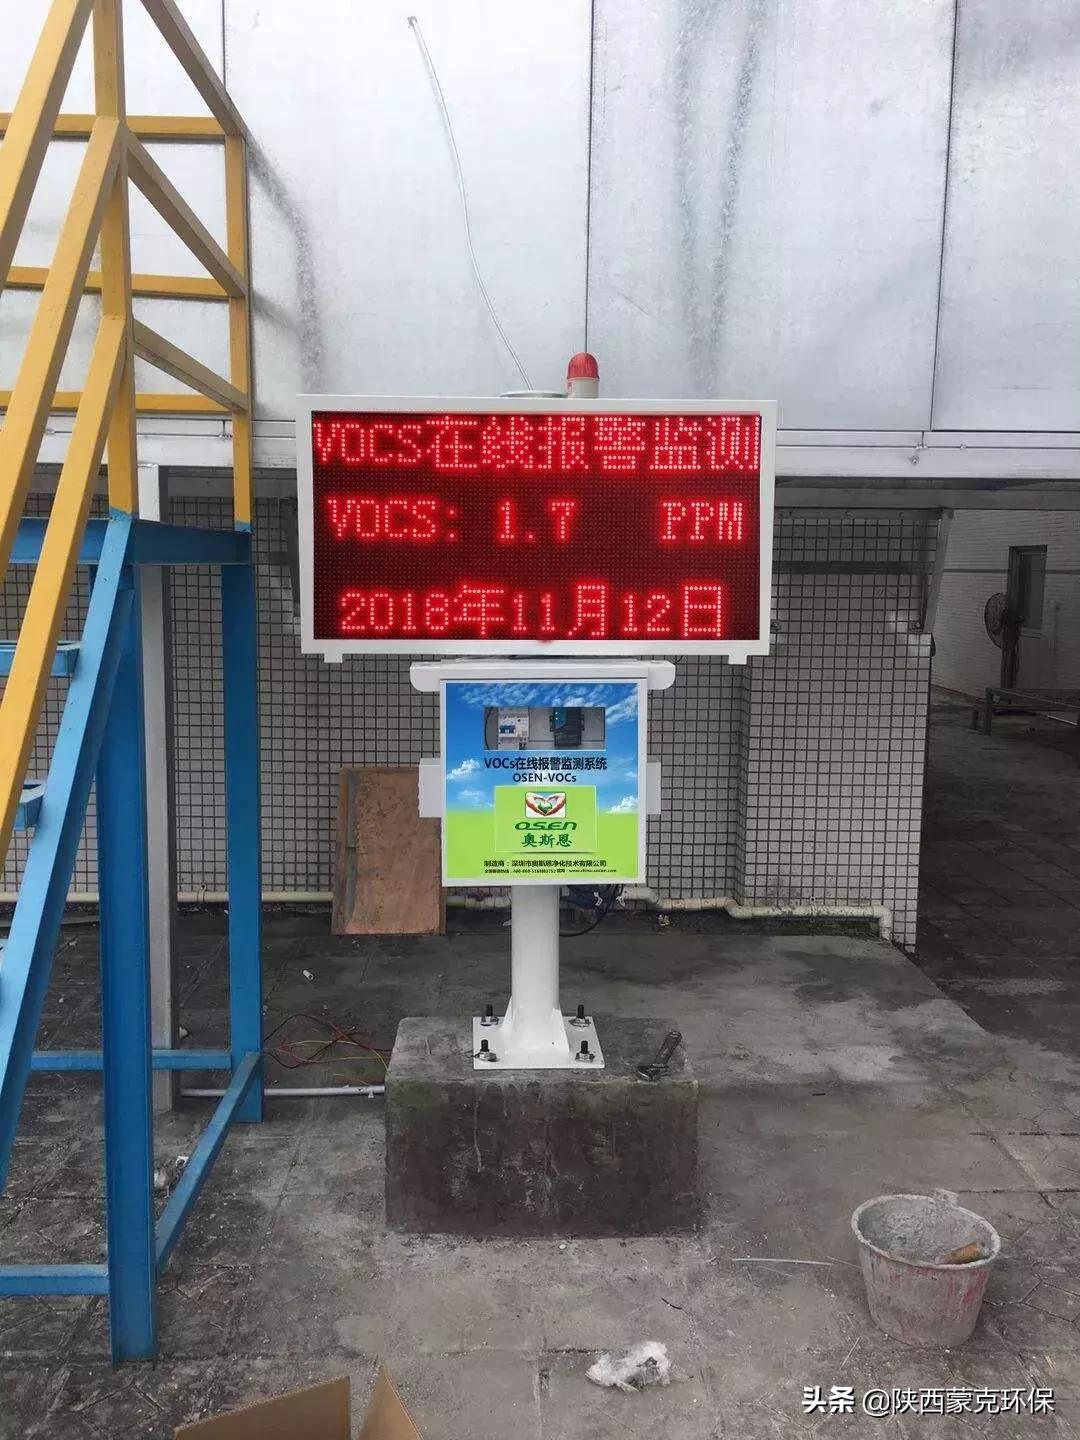 VOCS在线报警监测
VOCS: 1.7 PPM
2018年11月12日
VOCs在线报警监测系统
OSEN-VOCs
OSEN
奥斯恩
制造商：深圳市奥斯恩净化技术有限公司
头条 @陕西蒙克环保